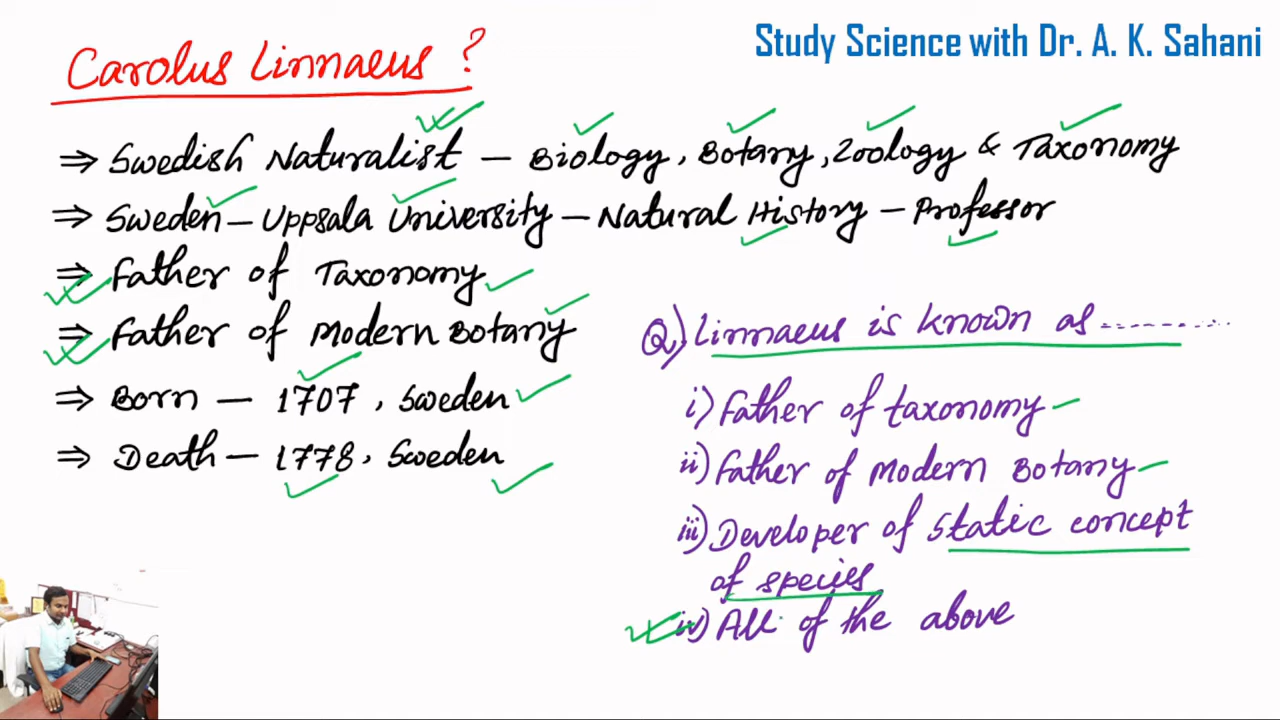 Carolus Linnaeus ?
Study Science with Dr. A. K. Sahani
⇒ Swedish Naturalist – Biology, Botany, Zoology & Taxonomy
⇒ Sweden – Uppsala University – Natural History – Professor
⇒ Father of Taxonomy
⇒ Father of Modern Botany
⇒ Born – 1707, Sweden
⇒ Death – 1778, Sweden
Q) Linnaeus is known as ..........
i) Father of taxonomy
ii) Father of Modern Botany
iii) Developer of static concept
of species
iv) All of the above